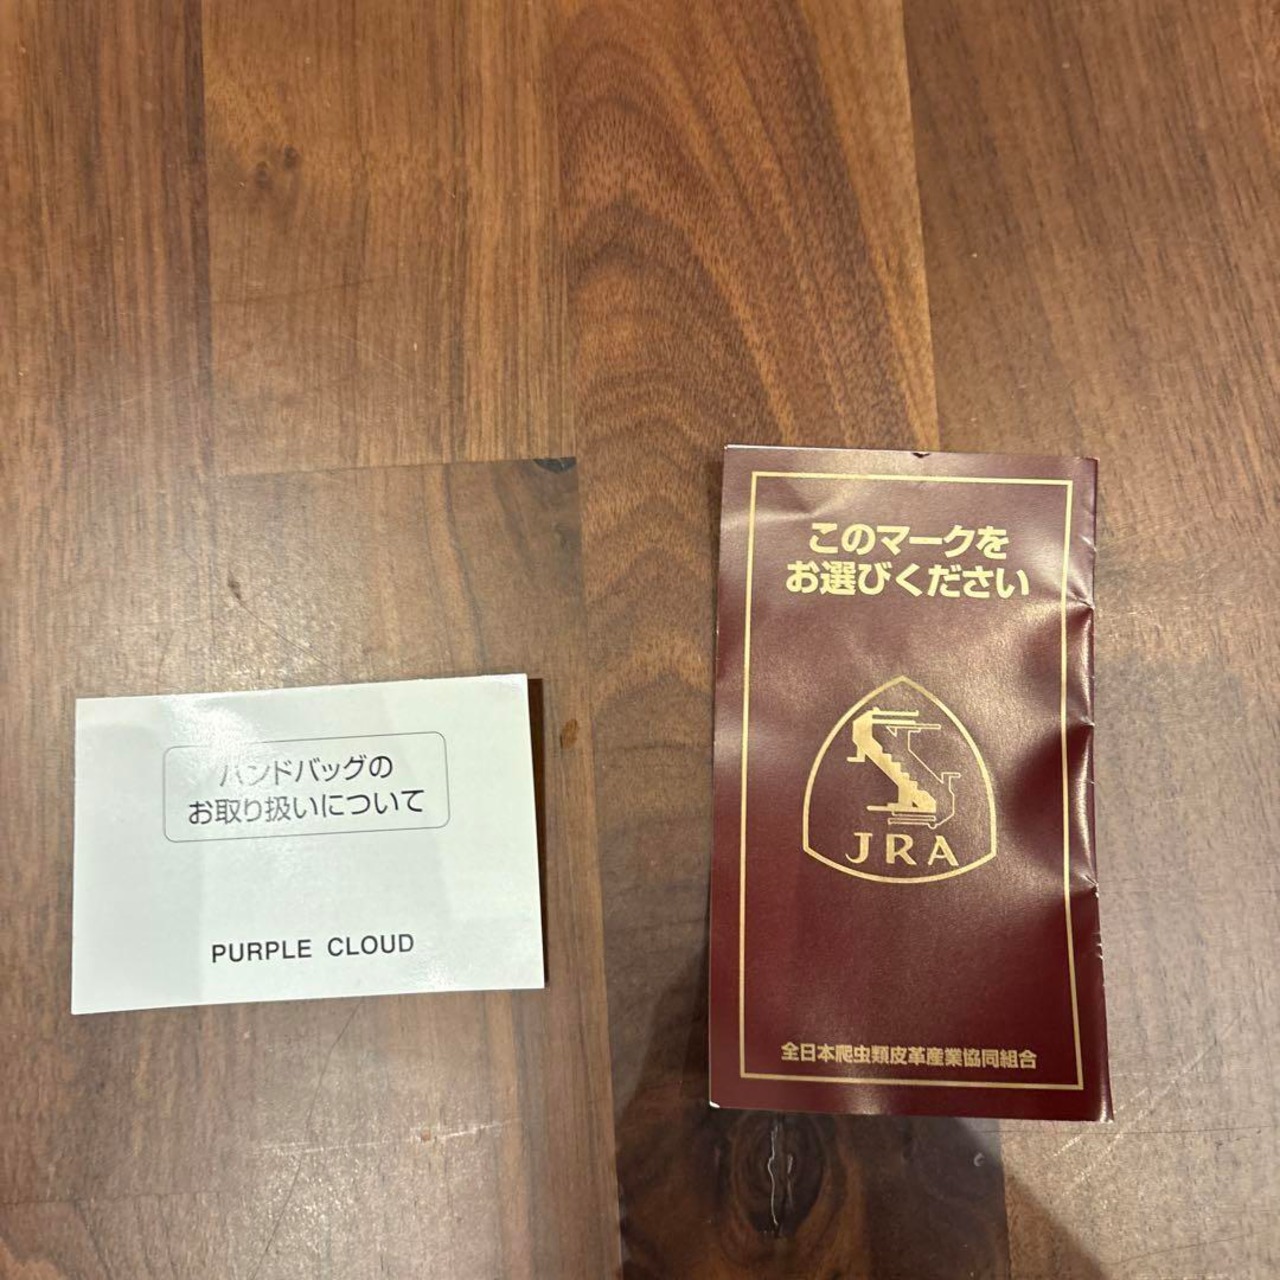 ハンドバッグの
お取り扱いについて
PURPLE CLOUD
このマークを
お選びください
JRA
全日本爬虫類皮革産業協同組合